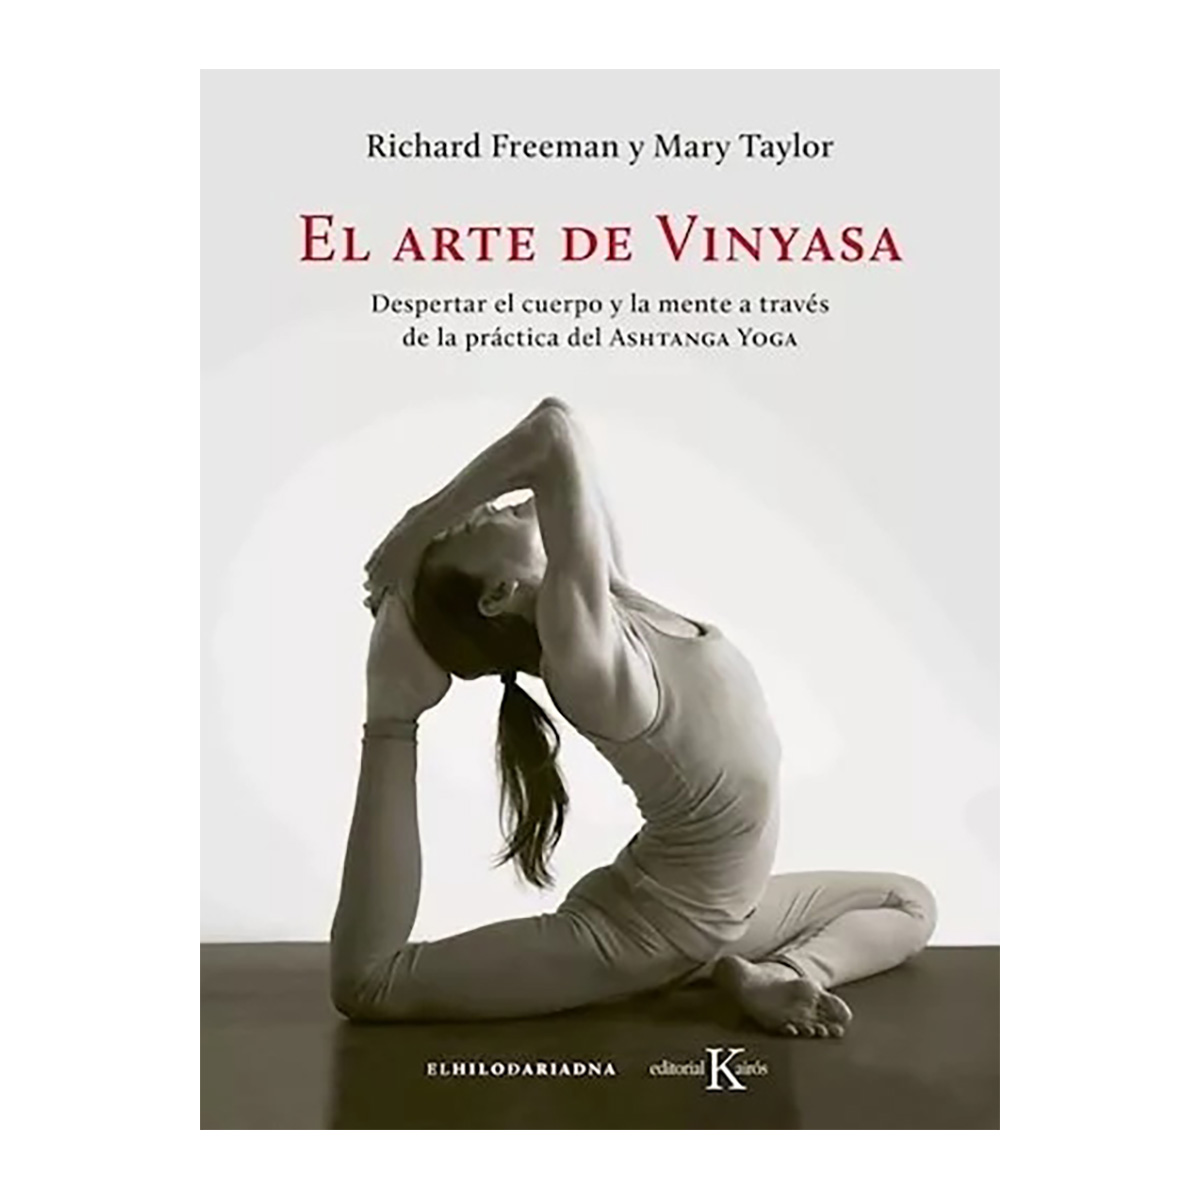 Richard Freeman y Mary Taylor
EL ARTE DE VINYASA
Despertar el cuerpo y la mente a través
de la práctica del ASHTANGA YOGA
ELHILODARIADNA
editorial Kairós